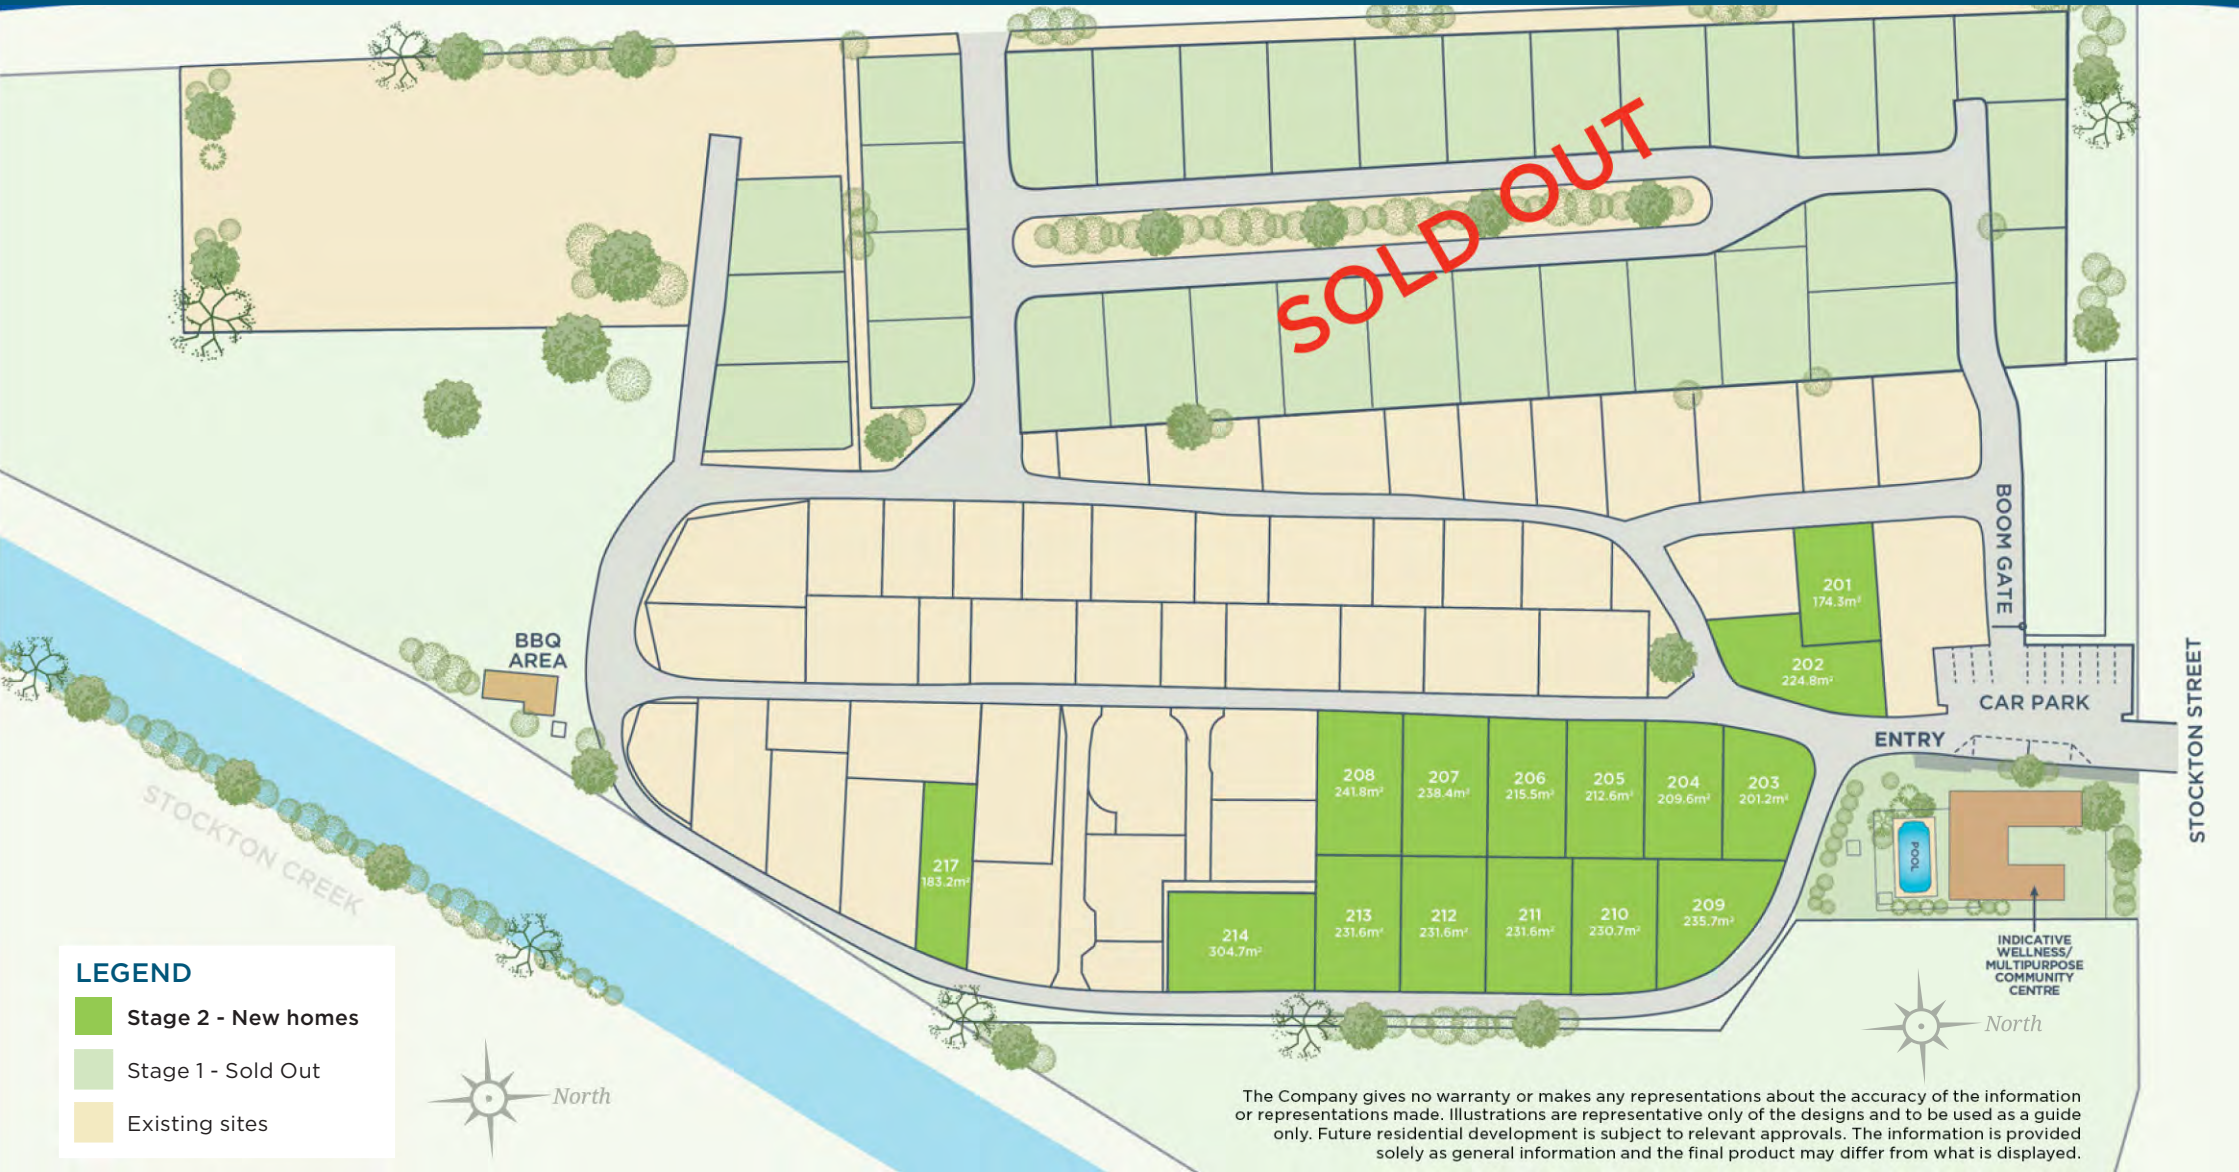 SOLD OUT
BOOM GATE
201
174.3m²
202
224.8m²
BBQ
AREA
CAR PARK
ENTRY
STOCKTON STREET
208
241.8m²
207
238.4m²
206
215.5m²
205
212.6m²
204
209.6m²
203
201.2m²
217
183.2m²
POOL
214
304.7m²
213
231.6m²
212
231.6m²
211
231.6m²
210
230.7m²
209
235.7m²
STOCKTON CREEK
INDICATIVE
WELLNESS/
MULTIPURPOSE
COMMUNITY
CENTRE
LEGEND
Stage 2 - New homes
Stage 1 - Sold Out
Existing sites
North
North
The Company gives no warranty or makes any representations about the accuracy of the information
or representations made. Illustrations are representative only of the designs and to be used as a guide
only. Future residential development is subject to relevant approvals. The information is provided
solely as general information and the final product may differ from what is displayed.